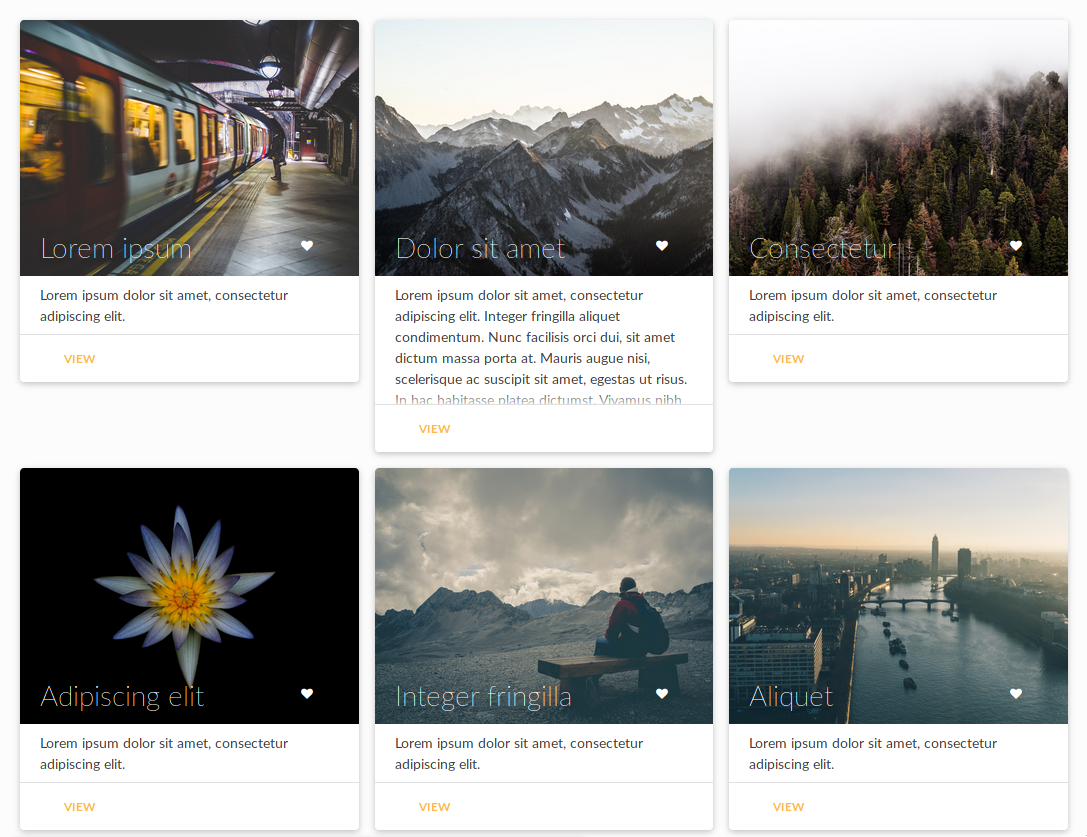 Lorem ipsum
Lorem ipsum dolor sit amet, consectetur
adipiscing elit.
VIEW
Dolor sit amet
Lorem ipsum dolor sit amet, consectetur
adipiscing elit. Integer fringilla aliquet
condimentum. Nunc facilisis orci dui, sit amet
dictum massa porta at. Mauris augue nisi,
scelerisque ac suscipit sit amet, egestas ut risus.
In hac habitasse platea dictumst. Vivamus nibh
VIEW
Consectetur
Lorem ipsum dolor sit amet, consectetur
adipiscing elit.
VIEW
Adipiscing elit
Lorem ipsum dolor sit amet, consectetur
adipiscing elit.
VIEW
Integer fringilla
Lorem ipsum dolor sit amet, consectetur
adipiscing elit.
VIEW
Aliquet
Lorem ipsum dolor sit amet, consectetur
adipiscing elit.
VIEW